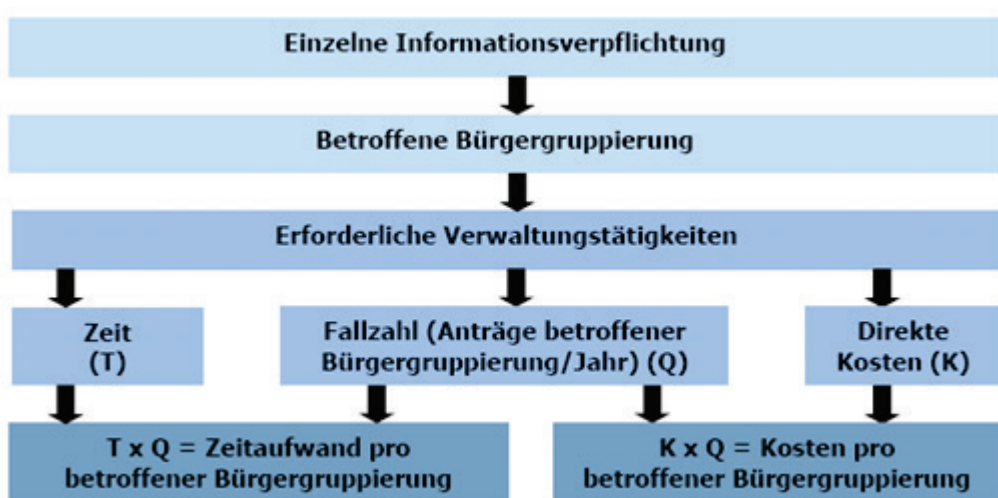 Einzelne Informationsverpflichtung
Betroffene Bürgergruppierung
Erforderliche Verwaltungstätigkeiten
Zeit
(T)
Fallzahl (Anträge betroffener
Bürgergruppierung/Jahr) (Q)
Direkte
Kosten (K)
T x Q = Zeitaufwand pro
betroffener Bürgergruppierung
K x Q = Kosten pro
betroffener Bürgergruppierung